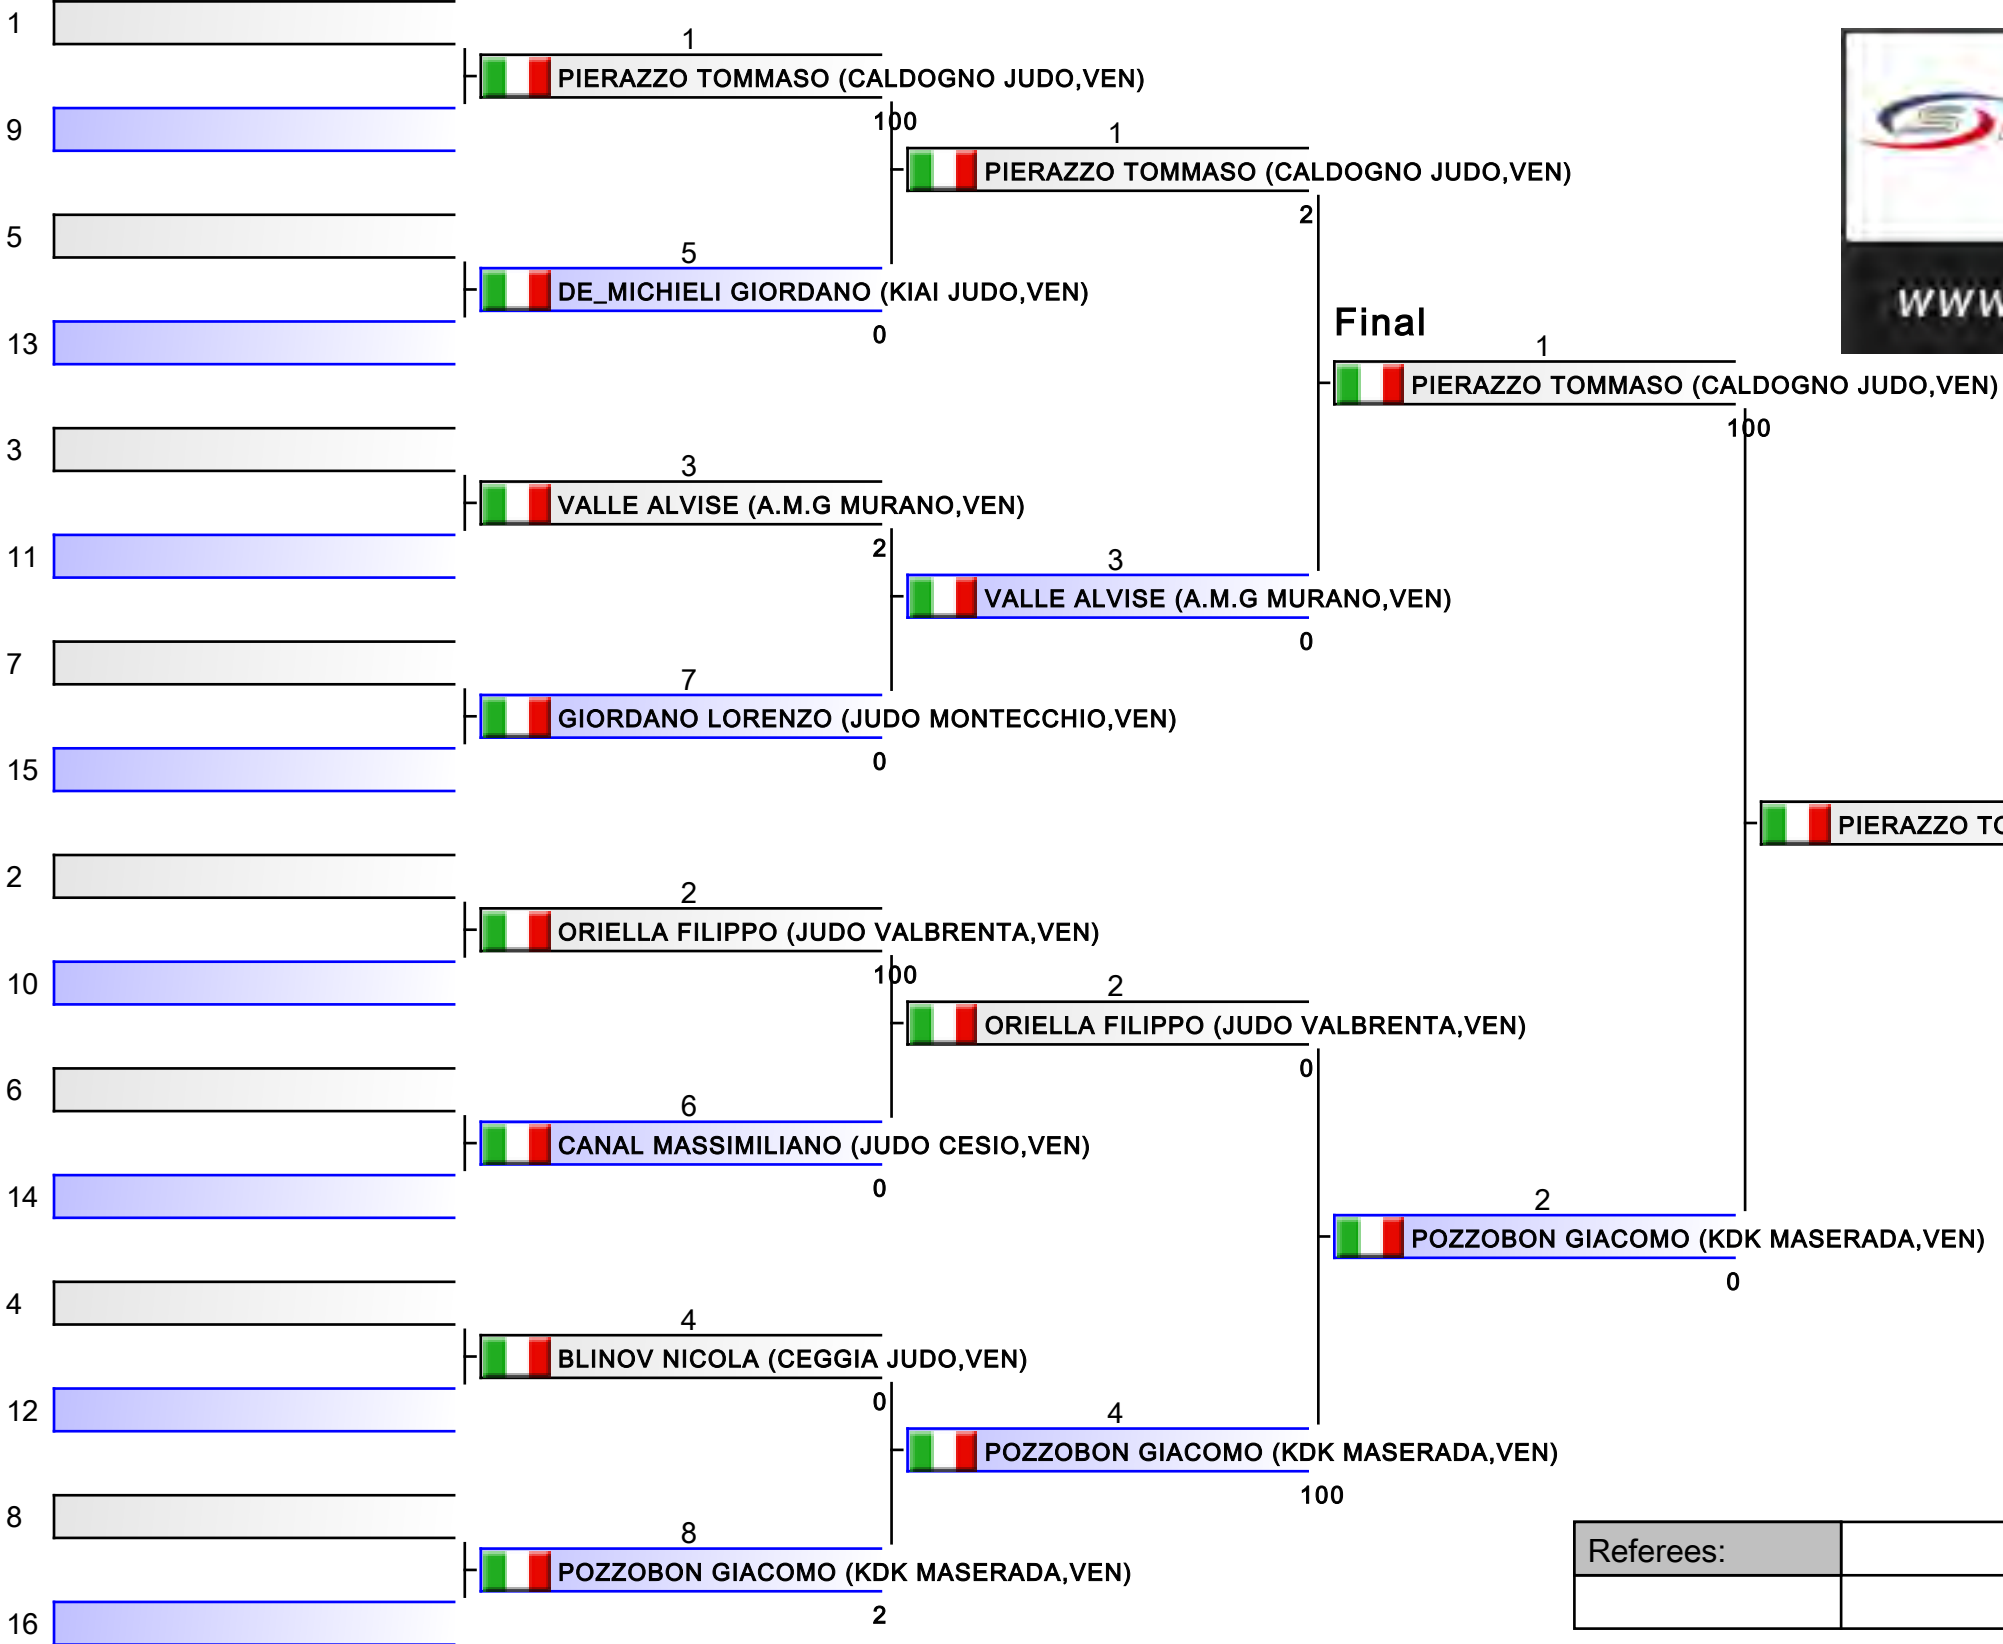 1
9
5
13
3
11
7
15
2
10
6
14
4
12
8
16
1
PIERAZZO TOMMASO (CALDOGNO JUDO,VEN)
100
5
DE_MICHIELI GIORDANO (KIAI JUDO,VEN)
0
3
VALLE ALVISE (A.M.G MURANO,VEN)
2
7
GIORDANO LORENZO (JUDO MONTECCHIO,VEN)
0
2
ORIELLA FILIPPO (JUDO VALBRENTA,VEN)
100
6
CANAL MASSIMILIANO (JUDO CESIO,VEN)
0
4
BLINOV NICOLA (CEGGIA JUDO,VEN)
0
8
POZZOBON GIACOMO (KDK MASERADA,VEN)
2
1
PIERAZZO TOMMASO (CALDOGNO JUDO,VEN)
2
3
VALLE ALVISE (A.M.G MURANO,VEN)
0
2
ORIELLA FILIPPO (JUDO VALBRENTA,VEN)
0
4
POZZOBON GIACOMO (KDK MASERADA,VEN)
100
Final
1
PIERAZZO TOMMASO (CALDOGNO JUDO,VEN)
100
2
POZZOBON GIACOMO (KDK MASERADA,VEN)
0
PIERAZZO TO
S
www
Referees: